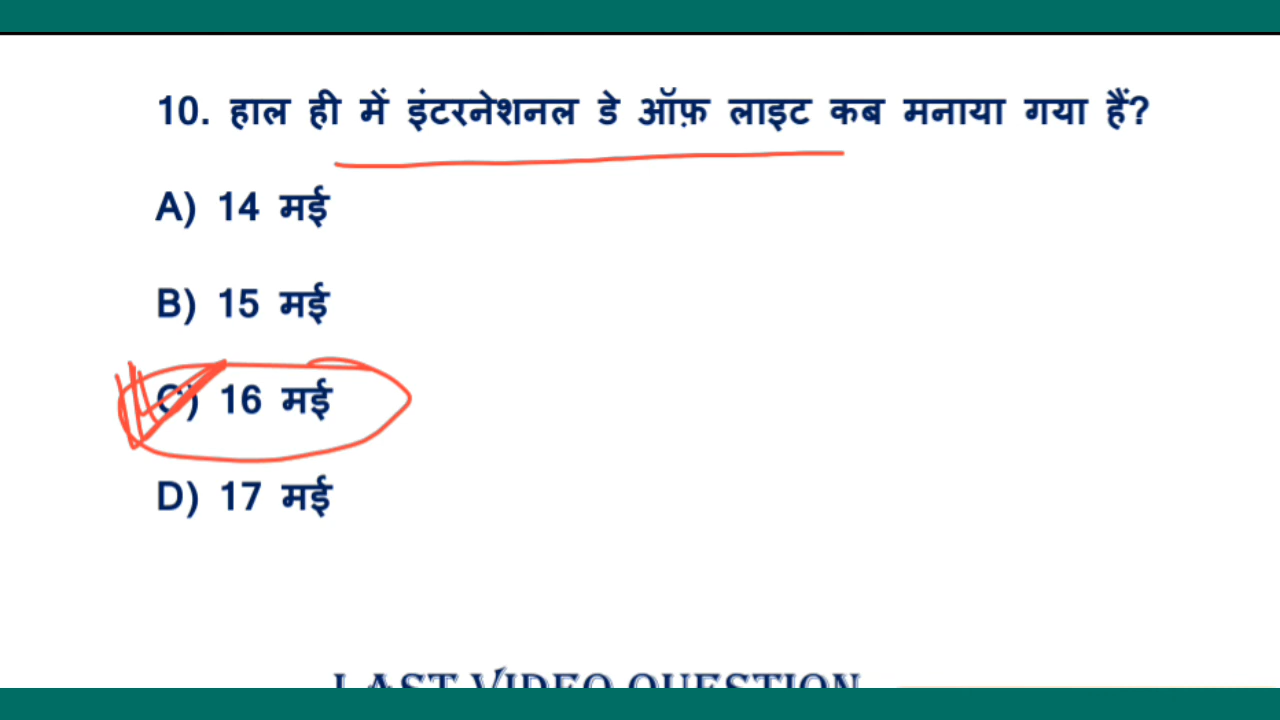 10. हाल ही में इंटरनेशनल डे ऑफ़ लाइट कब मनाया गया हैं?
A) 14 मई
B) 15 मई
C) 16 मई
D) 17 मई
LAST VIDEO QUESTION